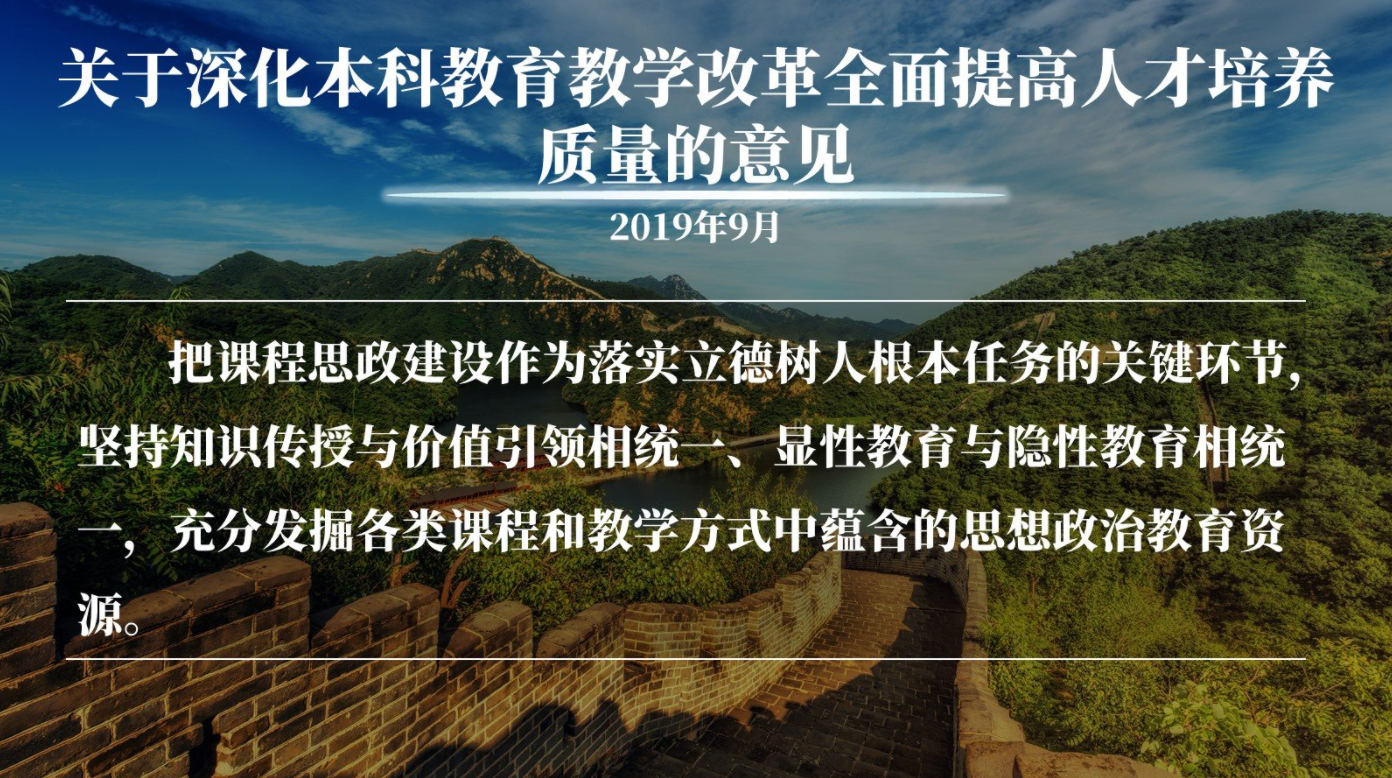 关于深化本科教育教学改革全面提高人才培养
质量的意见
2019年9月
把课程思政建设作为落实立德树人根本任务的关键环节，
坚持知识传授与价值引领相统一、显性教育与隐性教育相统
一，充分发掘各类课程和教学方式中蕴含的思想政治教育资
源。